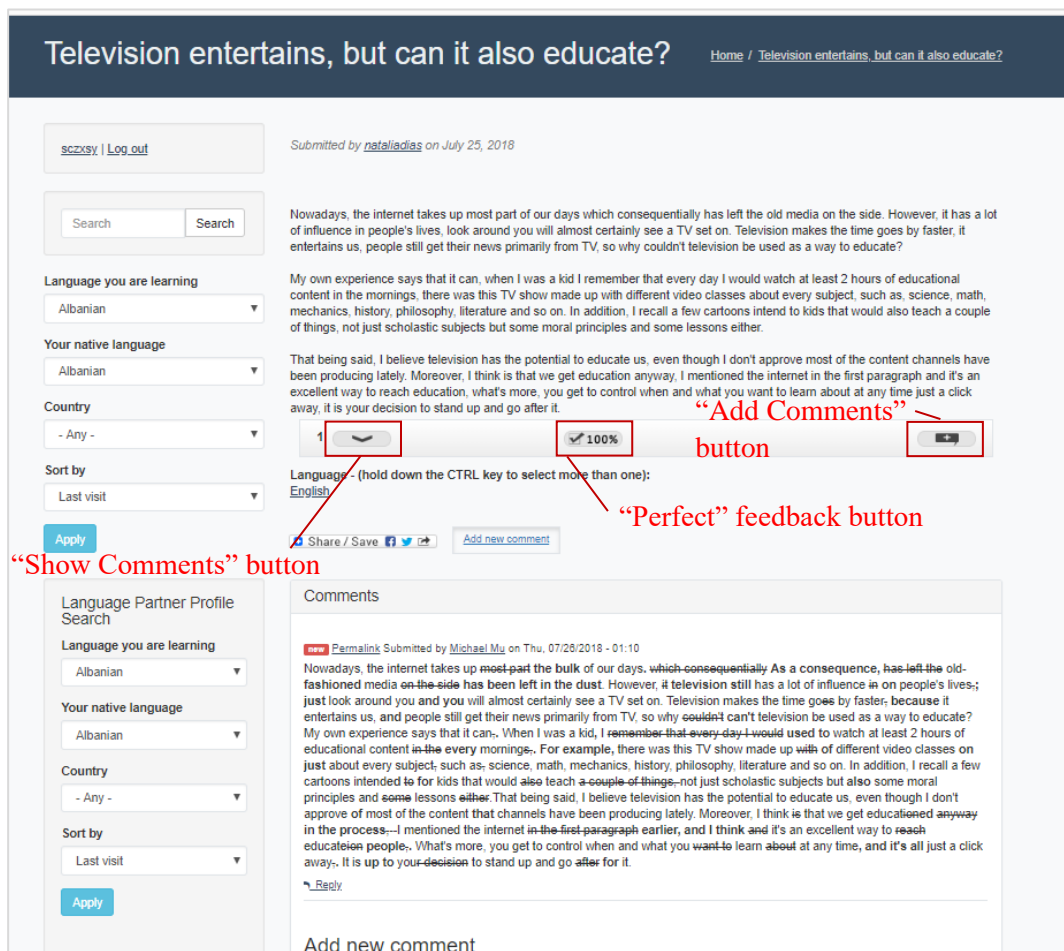 Television entertains, but can it also educate?
Home / Television entertains, but can it also educate?
sczxsy | Log out
Search
Search
Language you are learning
Albanian
Your native language
Albanian
Country
- Any -
Sort by
Last visit
Apply
Submitted by nataliadias on July 25, 2018
Nowadays, the internet takes up most part of our days which consequentially has left the old media on the side. However, it has a lot
of influence in people's lives, look around you will almost certainly see a TV set on. Television makes the time goes by faster, it
entertains us, people still get their news primarily from TV, so why couldn't television be used as a way to educate?
My own experience says that it can, when I was a kid I remember that every day I would watch at least 2 hours of educational
content in the mornings, there was this TV show made up with different video classes about every subject, such as, science, math,
mechanics, history, philosophy, literature and so on. In addition, I recall a few cartoons intend to kids that would also teach a couple
of things, not just scholastic subjects but some moral principles and some lessons either.
That being said, I believe television has the potential to educate us, even though I don't approve most of the content channels have
been producing lately. Moreover, I think is that we get education anyway, I mentioned the internet in the first paragraph and it's an
excellent way to reach education, what's more, you get to control when and what you want to learn about at any time just a click
away, it is your decision to stand up and go after it.
1
100%
“Add Comments”
button
Language - (hold down the CTRL key to select more than one):
English
“Perfect” feedback button
Share / Save
Add new comment
“Show Comments” button
Language Partner Profile
Search
Language you are learning
Albanian
Your native language
Albanian
Country
- Any -
Sort by
Last visit
Apply
Comments
new Permalink Submitted by Michael Mu on Thu, 07/26/2018 - 01:10
Nowadays, the internet takes up most part the bulk of our days. which consequentially As a consequence, has left the old-
fashioned media on the side has been left in the dust. However, it television still has a lot of influence in on people's lives,;
just look around you and you will almost certainly see a TV set on. Television makes the time goes by faster, because it
entertains us, and people still get their news primarily from TV, so why couldn't can't television be used as a way to educate?
My own experience says that it can,. When I was a kid, I remember that every day I would used to watch at least 2 hours of
educational content in the every mornings,. For example, there was this TV show made up with of different video classes on
just about every subject, such as, science, math, mechanics, history, philosophy, literature and so on. In addition, I recall a few
cartoons intended to for kids that would also teach a couple of things, not just scholastic subjects but also some moral
principles and some lessons either.That being said, I believe television has the potential to educate us, even though I don't
approve of most of the content that channels have been producing lately. Moreover, I think is that we get educationed anyway
in the process,--I mentioned the internet in the first paragraph earlier, and I think and it's an excellent way to reach
educateion people,. What's more, you get to control when and what you want to learn about at any time, and it's all just a click
away,. It is up to your decision to stand up and go after for it.
Reply
Add new comment